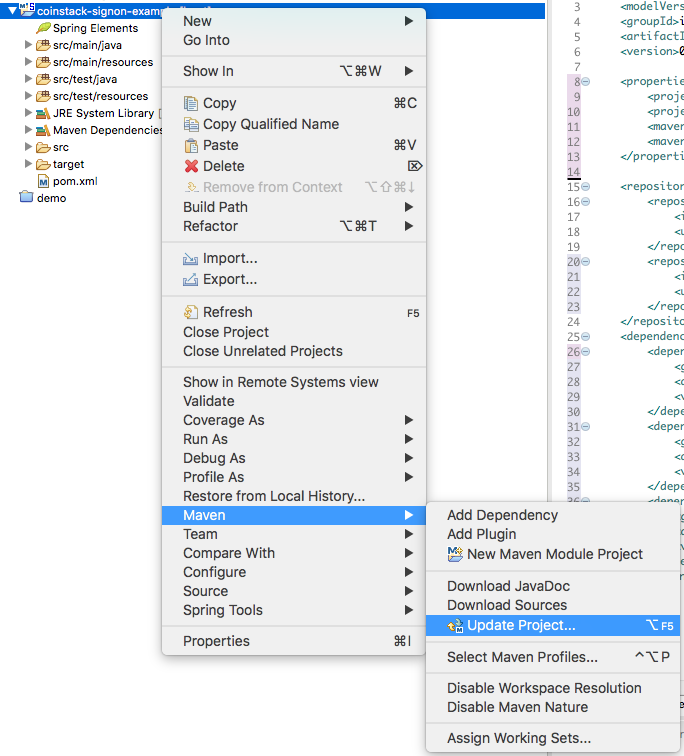 coinstack-signon-example
Spring Elements
src/main/java
src/main/resources
src/test/java
src/test/resources
JRE System Library [
Maven Dependencies
src
target
pom.xml
demo
New
Go Into
Show In ⌥⌘W
Copy ⌘C
Copy Qualified Name
Paste ⌘V
Delete ⌦
Remove from Context ⌥⇧⌘↓
Build Path
Refactor ⌥⌘T
Import...
Export...
Refresh F5
Close Project
Close Unrelated Projects
Show in Remote Systems view
Validate
Coverage As
Run As
Debug As
Profile As
Restore from Local History...
Maven
Team
Compare With
Configure
Source
Spring Tools
Properties ⌘I
Add Dependency
Add Plugin
New Maven Module Project
Download JavaDoc
Download Sources
Update Project... ⌥F5
Select Maven Profiles... ^⌥P
Disable Workspace Resolution
Disable Maven Nature
Assign Working Sets...
3 <modelVers
4 <groupId>i
5 <artifactI
6 <version>0
7
8 <propertie
9 <proje
10 <proje
11 <maven
12 <maven
13 </properti
14
15 <repositor
16 <repos
17 <i
18 <u
19 </repo
20 <repos
21 <i
22 <u
23 </repo
24 </reposito
25 <dependenc
26 <depen
27 <g
28 <a
29 <v
30 </depe
31 <depen
32 <g
33 <a
34 <v
35 </depe
36 <depen